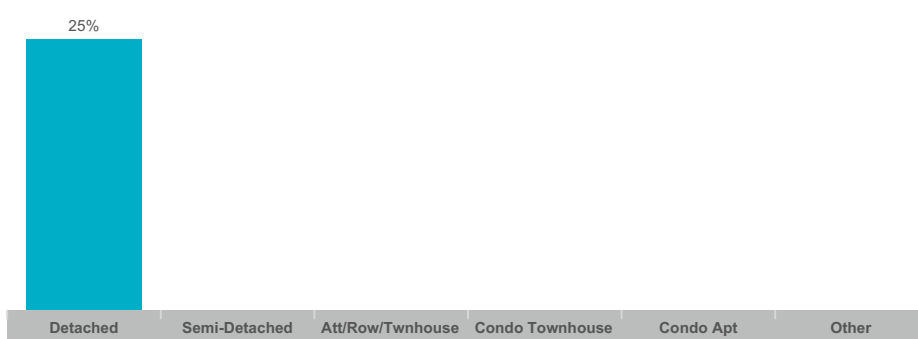 25%
Detached Semi-Detached Att/Row/Twnhouse Condo Townhouse Condo Apt Other